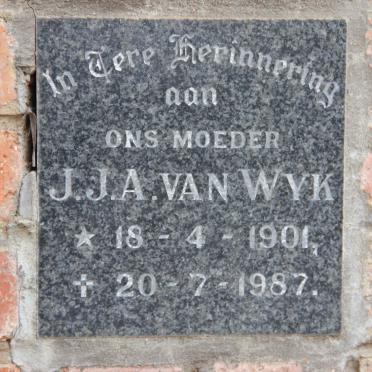 In Tere Herinnering
aan
ONS MOEDER
J.J.A. VAN WYK
★ 18 - 4 - 1901,
✝ 20 - 7 - 1987.